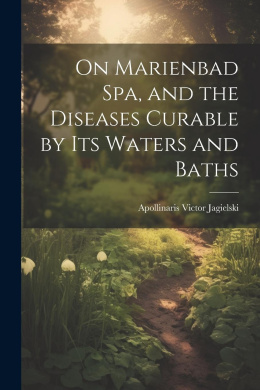 On Marienbad
Spa, and the
Diseases Curable
by Its Waters and
Baths
Apollinaris Victor Jagielski